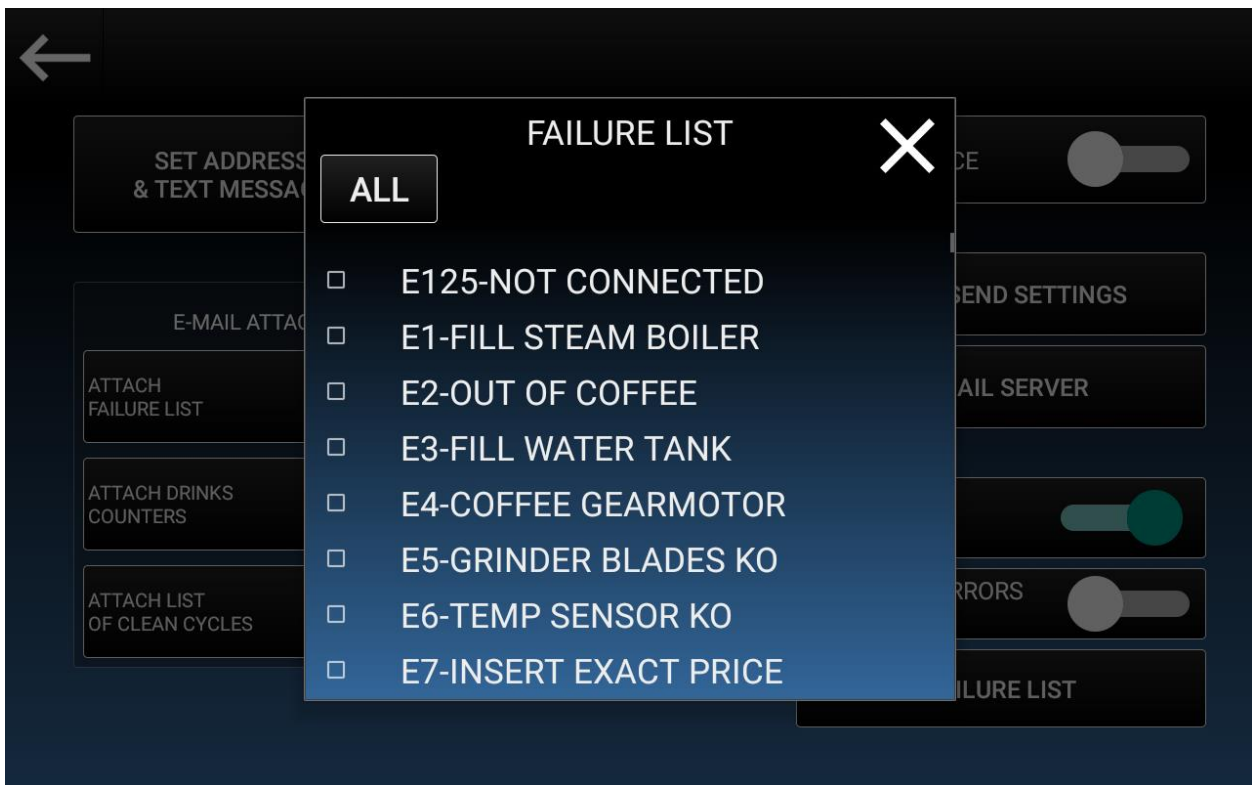 FAILURE LIST
ALL
E125-NOT CONNECTED
E1-FILL STEAM BOILER
E2-OUT OF COFFEE
E3-FILL WATER TANK
E4-COFFEE GEARMOTOR
E5-GRINDER BLADES KO
E6-TEMP SENSOR KO
E7-INSERT EXACT PRICE
SET ADDRESS
& TEXT MESSA
E-MAIL ATTAC
ATTACH
FAILURE LIST
ATTACH DRINKS
COUNTERS
ATTACH LIST
OF CLEAN CYCLES
CE
SEND SETTINGS
AIL SERVER
RRORS
ILURE LIST